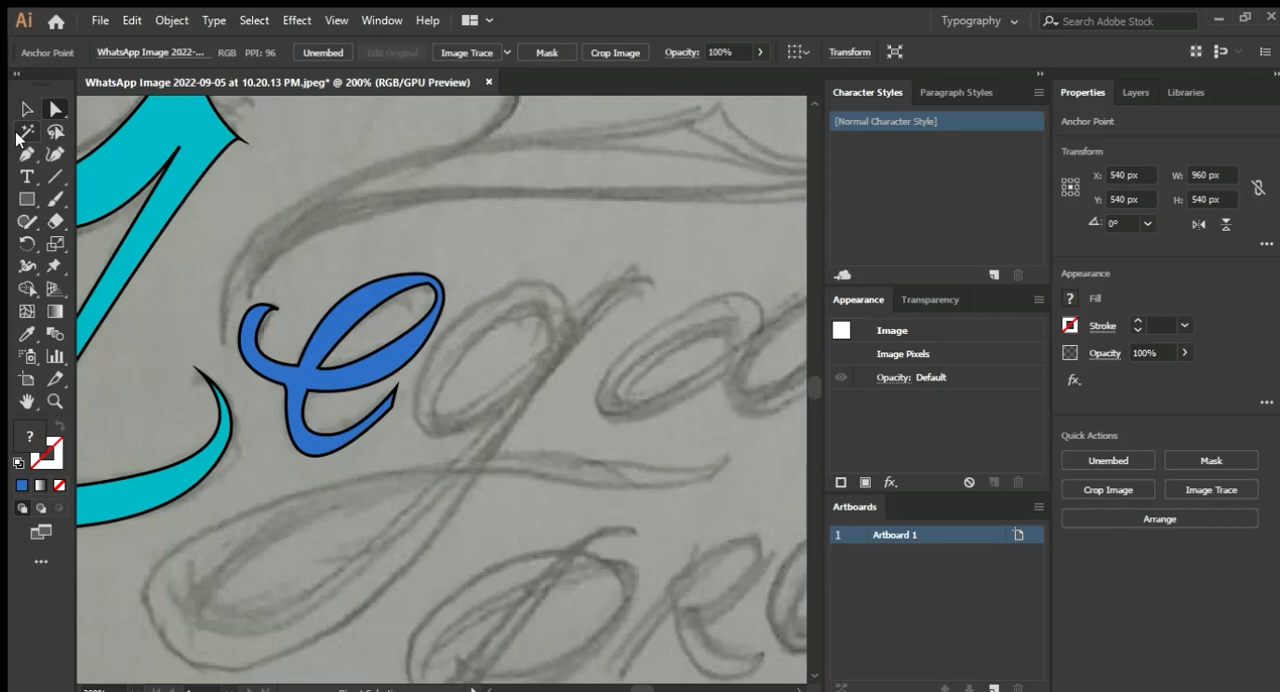 Ai File Edit Object Type Select Effect View Window Help Typography Search Adobe Stock
Anchor Point WhatsApp Image 2022-... RGB PPI: 96 Unembed Edit Original Image Trace Mask Crop Image Opacity: 100% Transform
WhatsApp Image 2022-09-05 at 10.20.13 PM.jpeg* @ 200% (RGB/GPU Preview)
Character Styles Paragraph Styles
[Normal Character Style]
Appearance Transparency
Image
Image Pixels
Opacity: Default
fx.
Artboards
1 Artboard 1
Properties Layers Libraries
Anchor Point
Transform
X: 540 px W: 960 px
Y: 540 px H: 540 px
0°
Appearance
? Fill
Stroke
Opacity 100%
fx.
Quick Actions
Unembed Mask
Crop Image Image Trace
Arrange
?
e ga
Dre